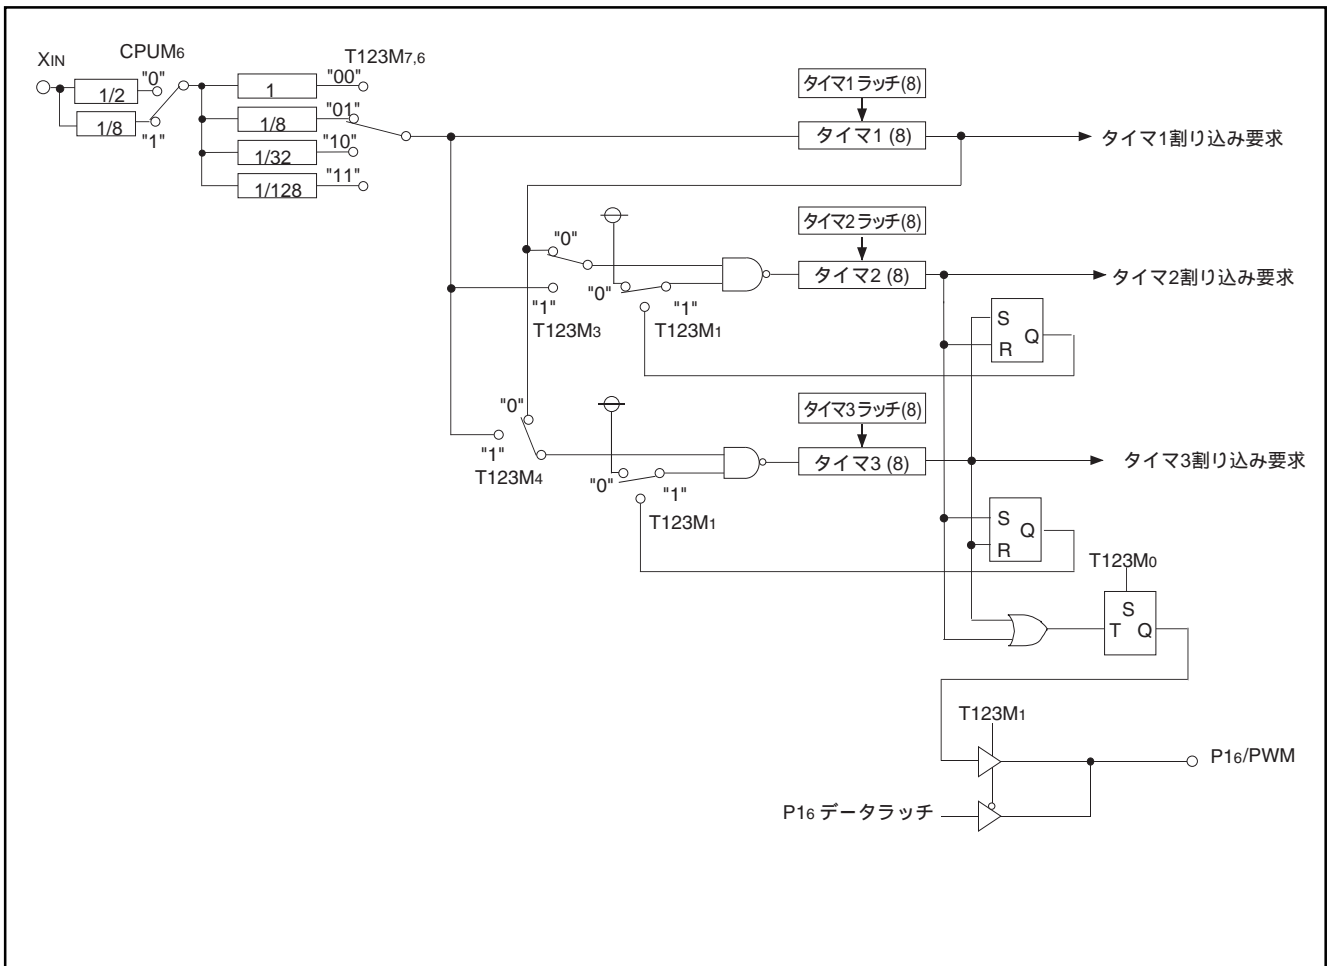 XIN
CPUM6
T123M7,6
1/2
"0"
1/8
"1"
1
"00"
1/8
"01"
1/32
"10"
1/128
"11"
タイマ1ラッチ(8)
タイマ1 (8)
タイマ1割り込み要求
"0"
"1"
T123M3
"0"
"1"
T123M1
タイマ2ラッチ(8)
タイマ2 (8)
タイマ2割り込み要求
S
R
Q
"0"
"1"
T123M4
"0"
"1"
T123M1
タイマ3ラッチ(8)
タイマ3 (8)
タイマ3割り込み要求
S
R
Q
T123M0
S
T Q
T123M1
P16/PWM
P16 データラッチ